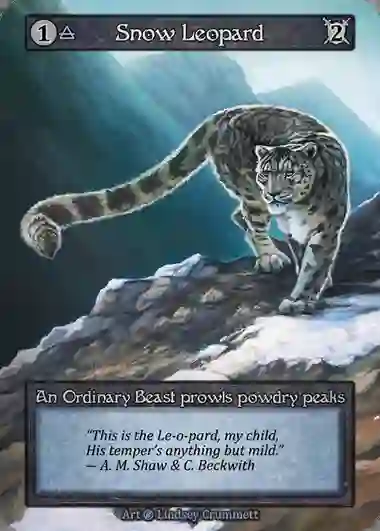 1 Snow Leopard 2
An Ordinary Beast prowls powdry peaks
“This is the Le-o-pard, my child,
His temper’s anything but mild.”
— A. M. Shaw & C. Beckwith
Art @ Lindsey Crummett